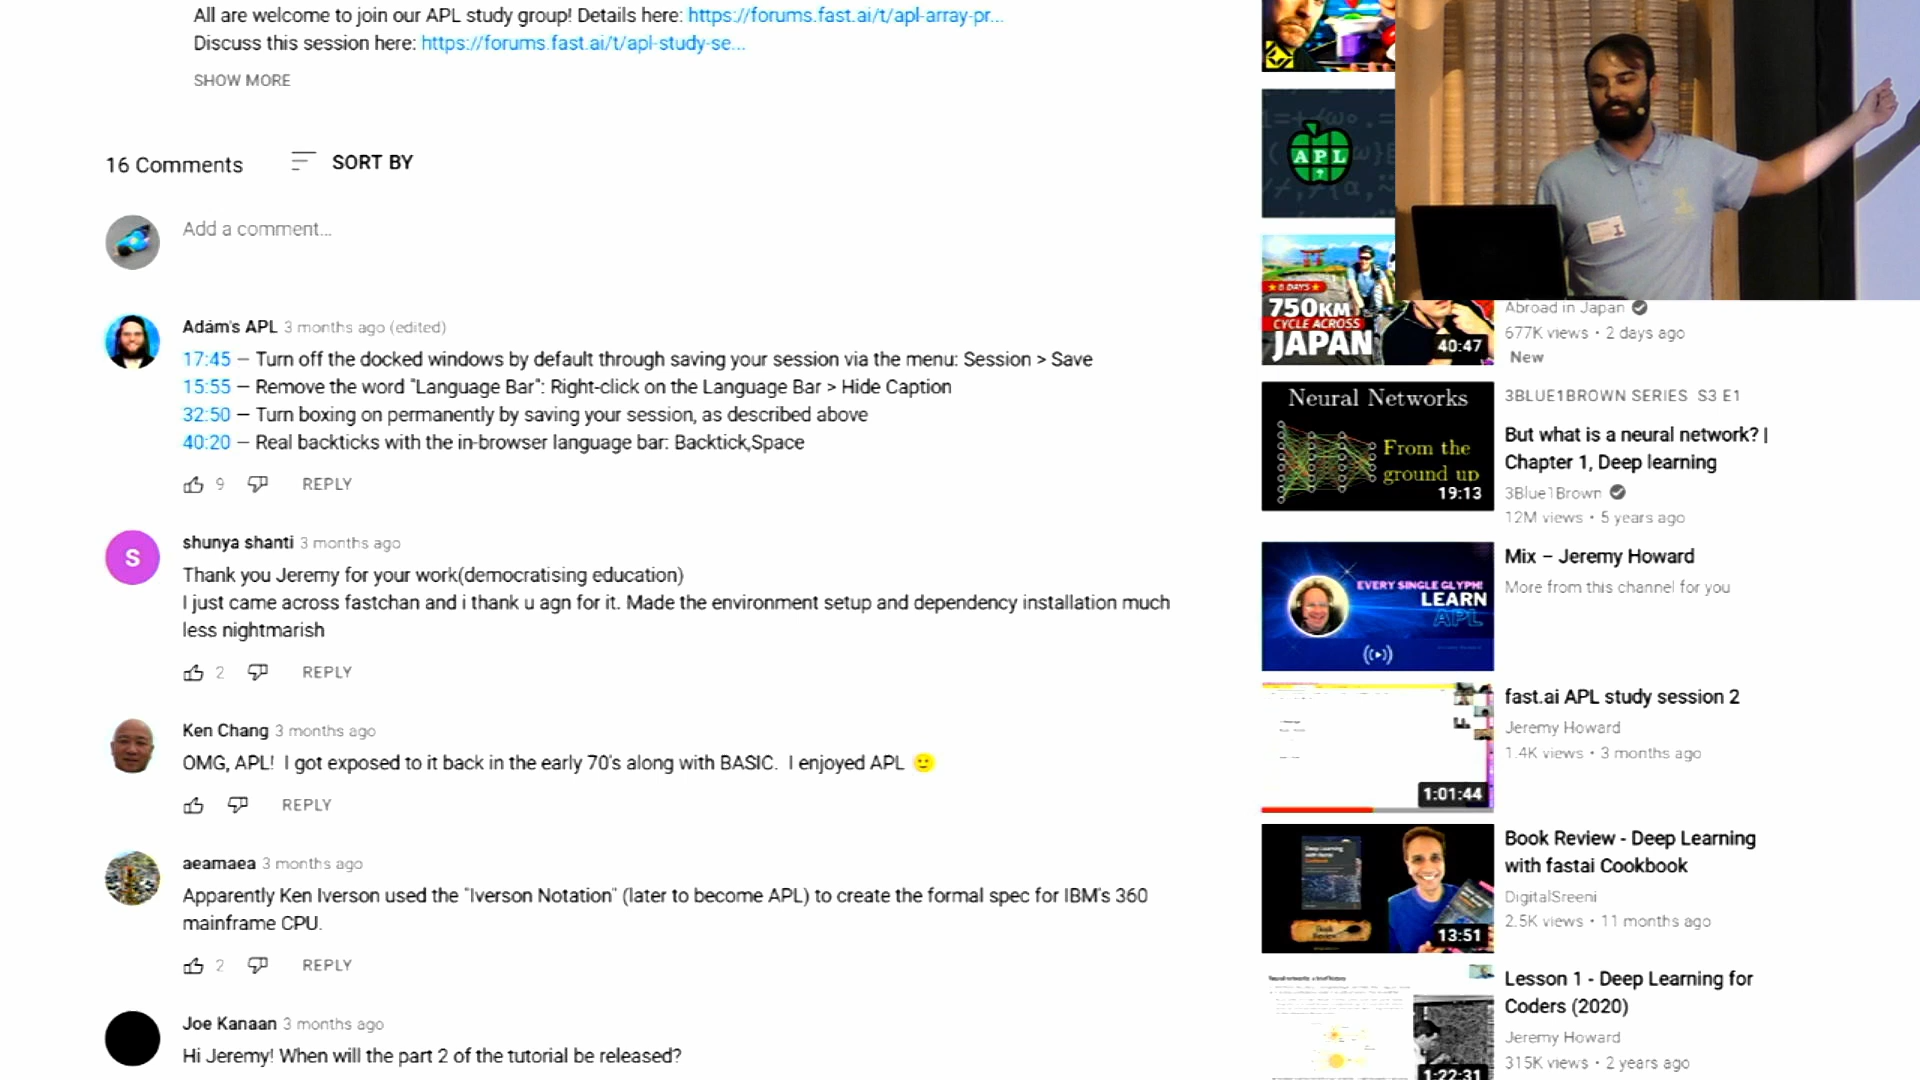 All are welcome to join our APL study group! Details here: https://forums.fast.ai/t/apl-array-pr...
Discuss this session here: https://forums.fast.ai/t/apl-study-se...
SHOW MORE
16 Comments
SORT BY
Add a comment...
Adám's APL 3 months ago (edited)
17:45 – Turn off the docked windows by default through saving your session via the menu: Session > Save
15:55 – Remove the word "Language Bar": Right-click on the Language Bar > Hide Caption
32:50 – Turn boxing on permanently by saving your session, as described above
40:20 – Real backticks with the in-browser language bar: Backtick,Space
9 REPLY
S
shunya shanti 3 months ago
Thank you Jeremy for your work(democratising education)
I just came across fastchan and i thank u agn for it. Made the environment setup and dependency installation much
less nightmarish
2 REPLY
Ken Chang 3 months ago
OMG, APL! I got exposed to it back in the early 70's along with BASIC. I enjoyed APL 🙂
REPLY
aeamaea 3 months ago
Apparently Ken Iverson used the "Iverson Notation" (later to become APL) to create the formal spec for IBM's 360
mainframe CPU.
2 REPLY
Joe Kanaan 3 months ago
Hi Jeremy! When will the part 2 of the tutorial be released?
APL
★ 8 DAYS ★
750KM
CYCLE ACROSS
JAPAN
40:47
Abroad in Japan
677K views • 2 days ago
New
Neural Networks
From the
ground up
19:13
3BLUE1BROWN SERIES S3 E1
But what is a neural network? |
Chapter 1, Deep learning
3Blue1Brown
12M views • 5 years ago
EVERY SINGLE GLYPH!
LEARN
APL
Mix – Jeremy Howard
More from this channel for you
1:01:44
fast.ai APL study session 2
Jeremy Howard
1.4K views • 3 months ago
Deep Learning
Book
Review
13:51
Book Review - Deep Learning
with fastai Cookbook
DigitalSreeni
2.5K views • 11 months ago
Neural networks: a brief history
1:22:31
Lesson 1 - Deep Learning for
Coders (2020)
Jeremy Howard
315K views • 2 years ago